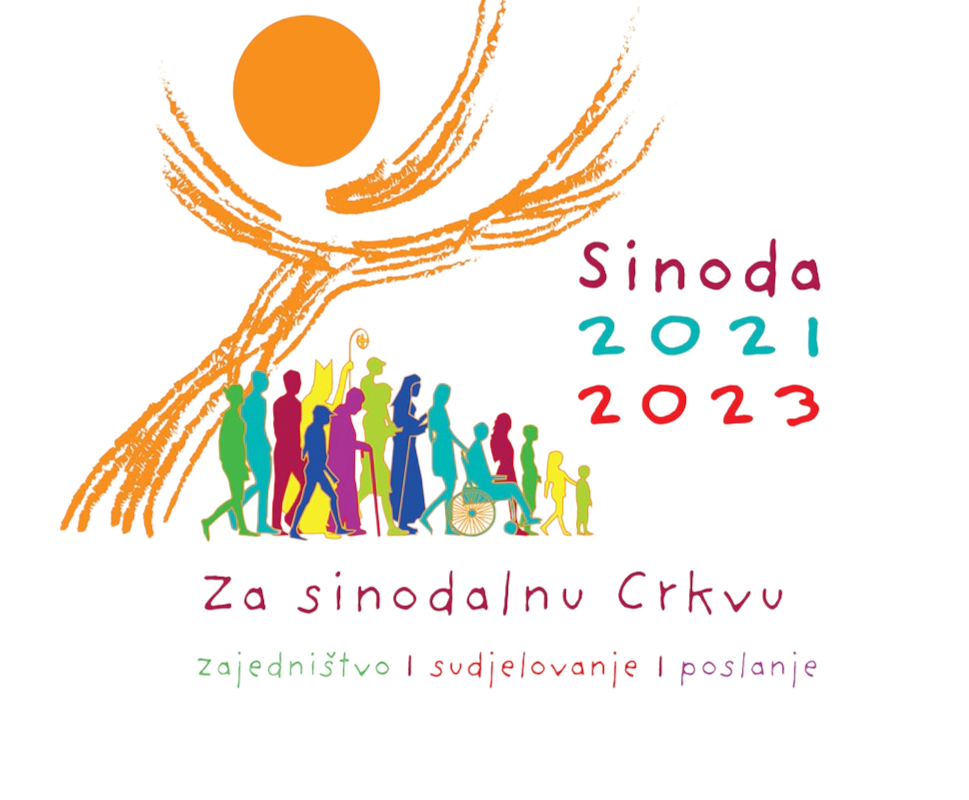 Sinoda
2021
2023
Za sinodalnu Crkvu
zajedništvo | sudjelovanje | poslanje